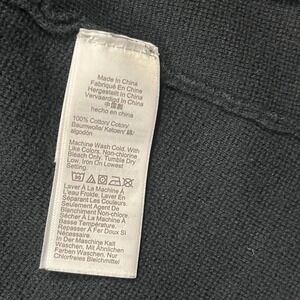 Made In China
Fabriqué En Chine
Hergestellt In China
Vervaardigd In China
中国製
hecho en china
100% Cotton/ Coton/
Baumwolle/ Katoen/ 綿/
algodón
Machine Wash Cold, With
Like Colors. Non-chlorine
Bleach Only. Tumble Dry
Low. Iron On Lowest
Setting.
Laver À La Machine À
L'eau Froide. Laver En
Séparant Les Couleurs.
Seulement Agent De
Blanchiment Non-chloré.
Sécher À La Machine À
Basse Température.
Repasser À Fer Doux Si
Nécessaire.
In Der Maschine Kalt
Waschen. Mit Ähnlichen
Farben Waschen. Nur
Chlorfreies Bleichmittel